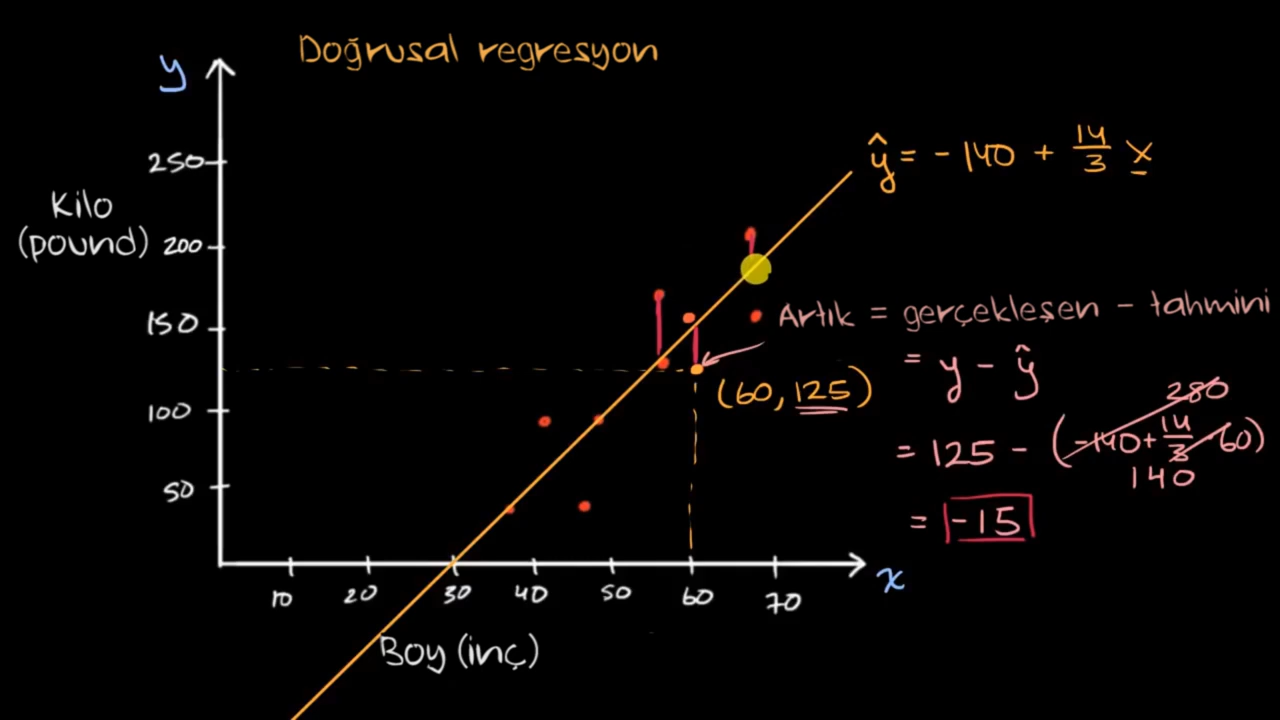 Doğrusal regresyon
y
ŷ = -140 + 14/3 x
250
Kilo
(pound)
200
150
100
50
Artık = gerçekleşen - tahmini
= y - ŷ
(60, 125)
280
= 125 - (-140 + 14/3 · 60)
140
= -15
10 20 30 40 50 60 70
x
Boy (inç)